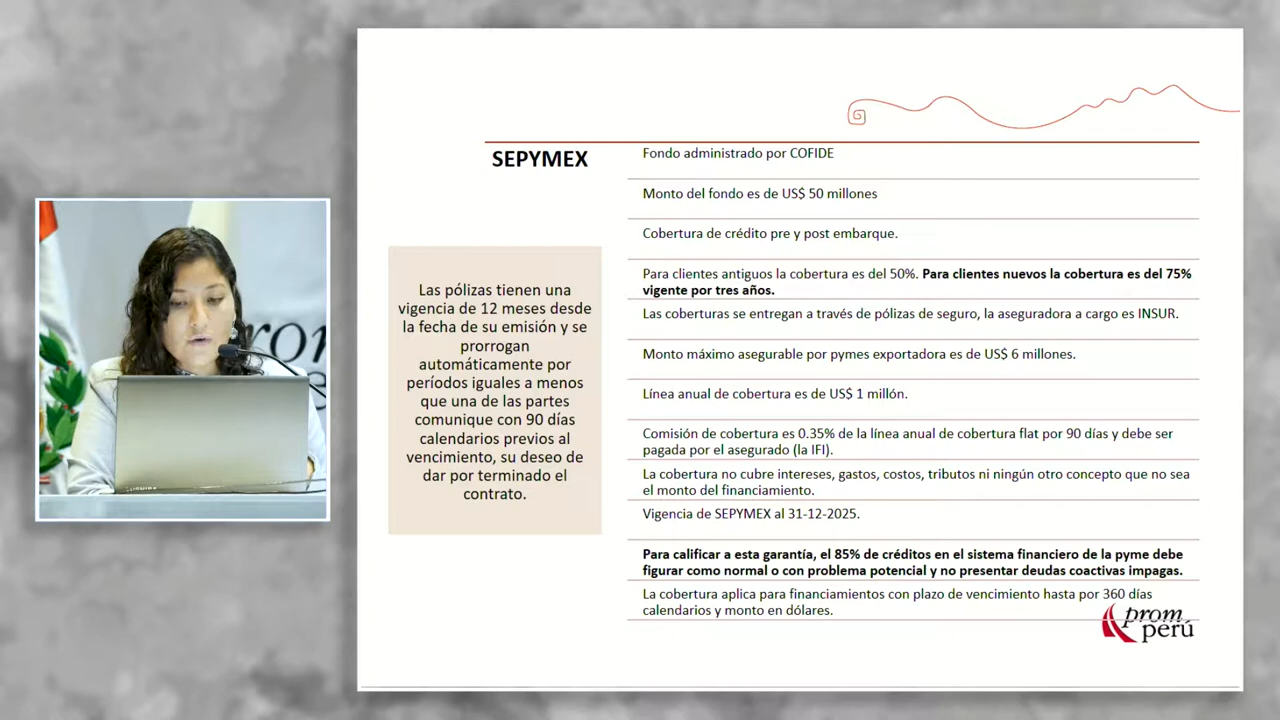 SEPYMEX
Las pólizas tienen una
vigencia de 12 meses desde
la fecha de su emisión y se
prorrogan
automáticamente por
períodos iguales a menos
que una de las partes
comunique con 90 días
calendarios previos al
vencimiento, su deseo de
dar por terminado el
contrato.
Fondo administrado por COFIDE
Monto del fondo es de US$ 50 millones
Cobertura de crédito pre y post embarque.
Para clientes antiguos la cobertura es del 50%. Para clientes nuevos la cobertura es del 75%
vigente por tres años.
Las coberturas se entregan a través de pólizas de seguro, la aseguradora a cargo es INSUR.
Monto máximo asegurable por pymes exportadora es de US$ 6 millones.
Línea anual de cobertura es de US$ 1 millón.
Comisión de cobertura es 0.35% de la línea anual de cobertura flat por 90 días y debe ser
pagada por el asegurado (la IFI).
La cobertura no cubre intereses, gastos, costos, tributos ni ningún otro concepto que no sea
el monto del financiamiento.
Vigencia de SEPYMEX al 31-12-2025.
Para calificar a esta garantía, el 85% de créditos en el sistema financiero de la pyme debe
figurar como normal o con problema potencial y no presentar deudas coactivas impagas.
La cobertura aplica para financiamientos con plazo de vencimiento hasta por 360 días
calendarios y monto en dólares.
prom
perú